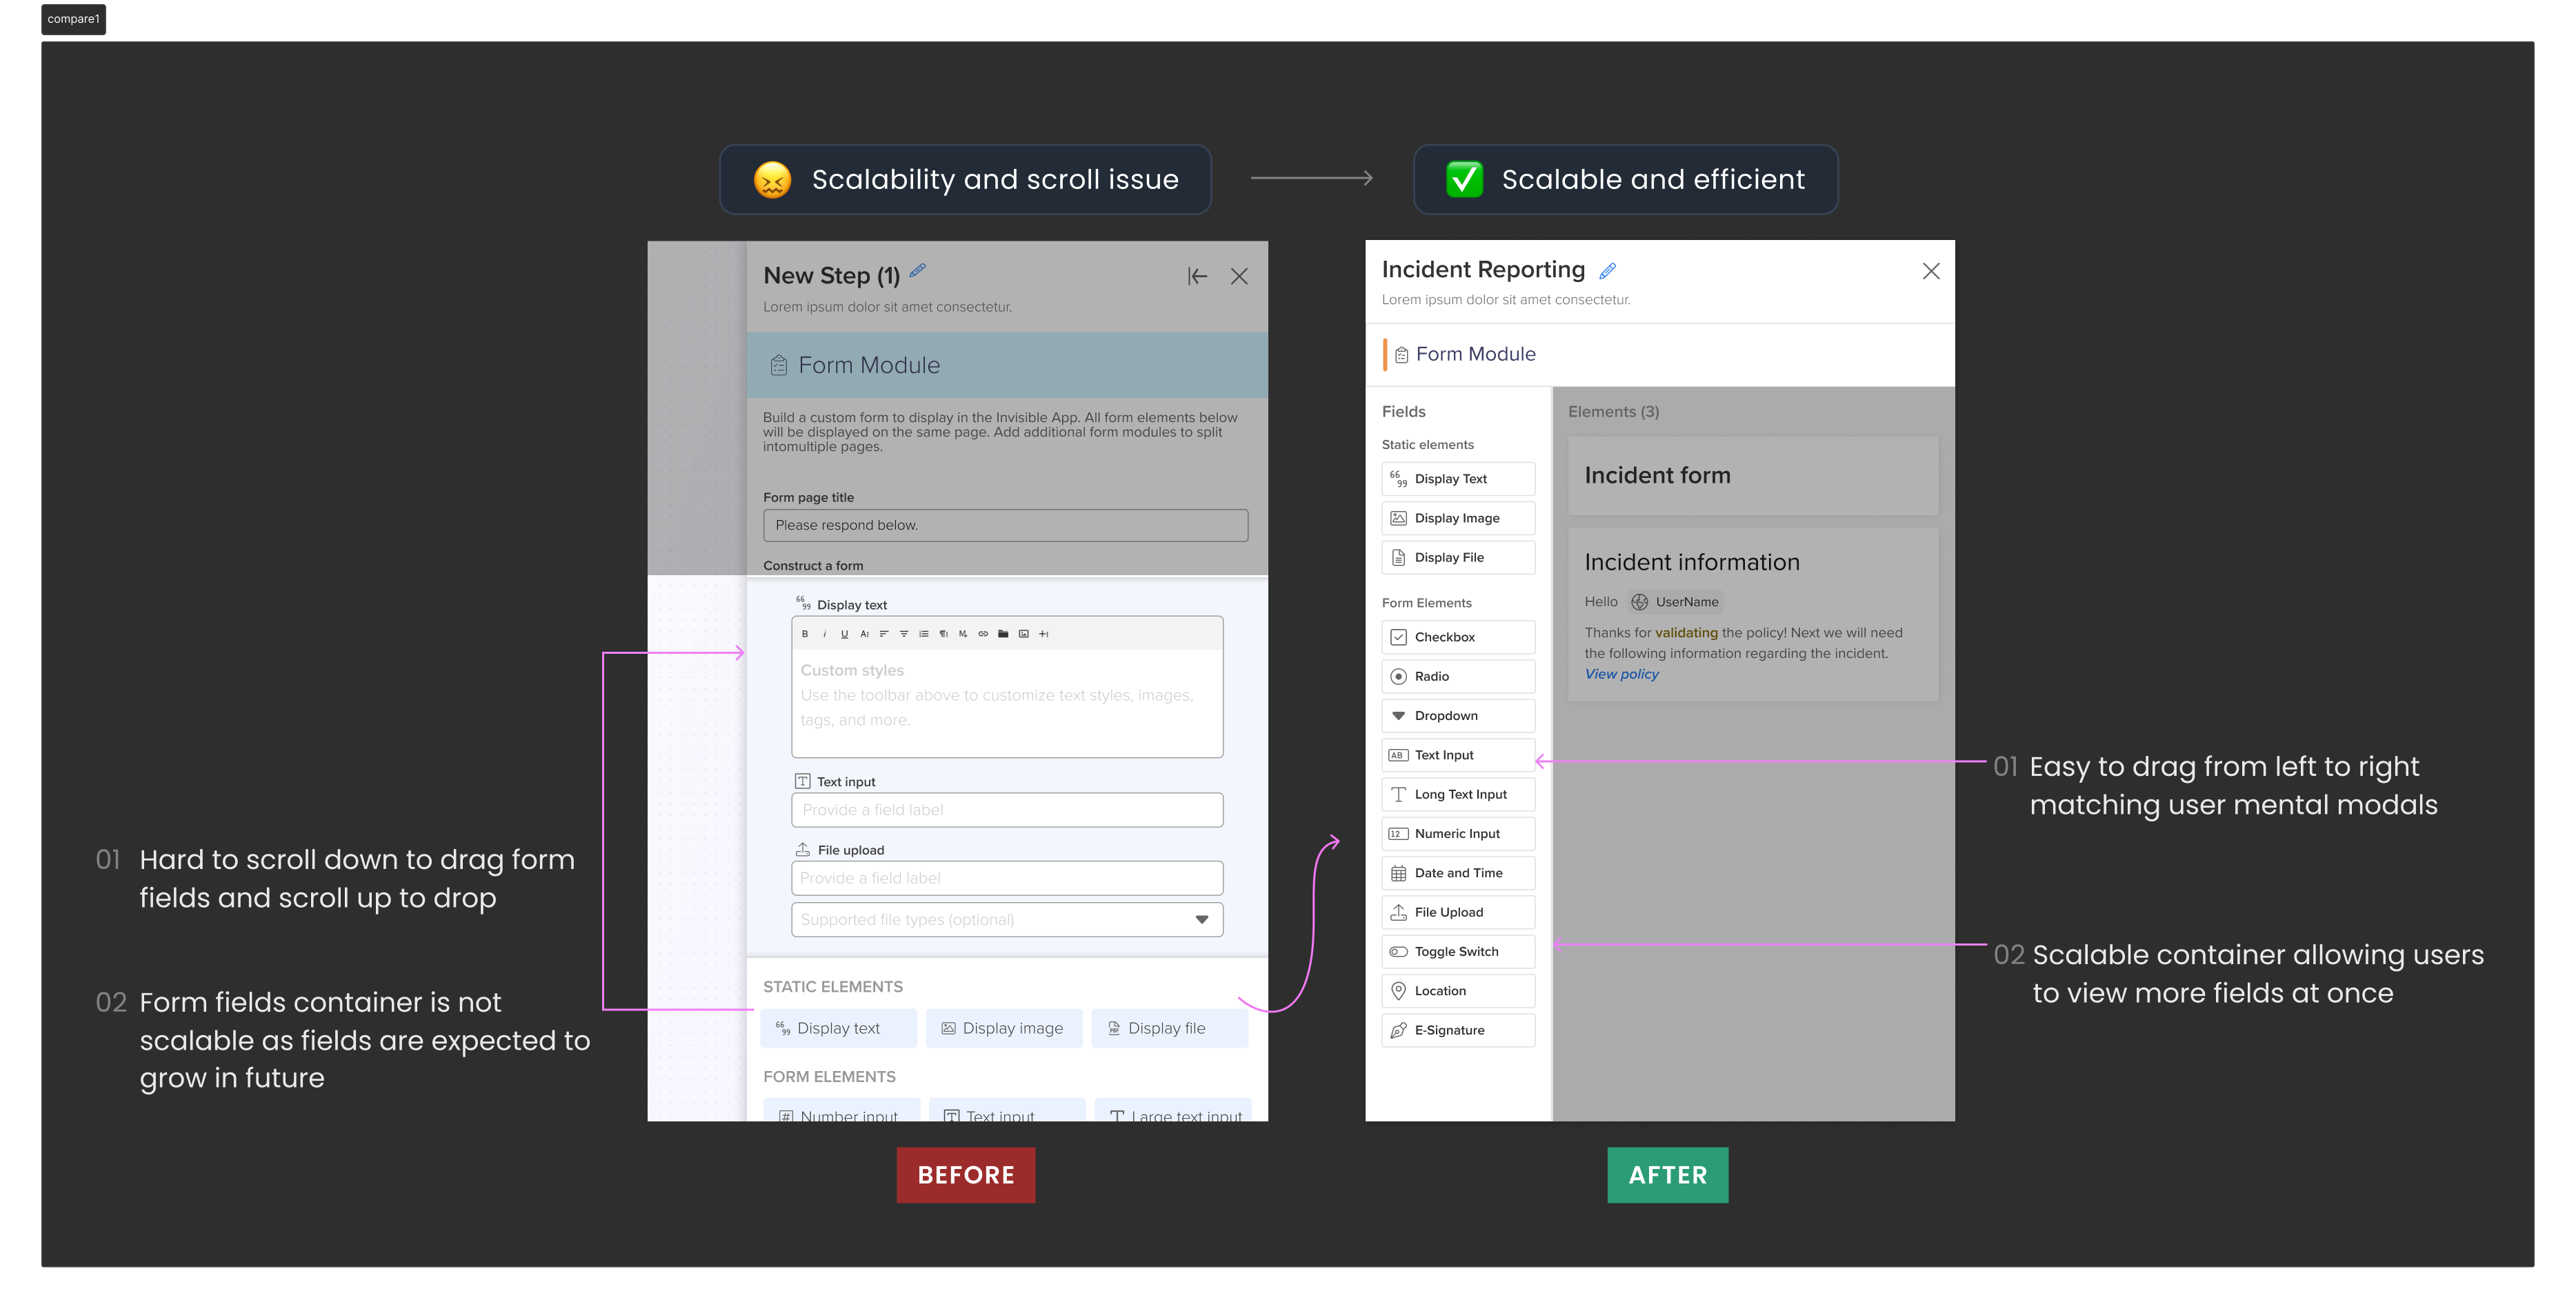 compare1
Scalability and scroll issue
Scalable and efficient
New Step (1)
Lorem ipsum dolor sit amet consectetur.
Form Module
Build a custom form to display in the Invisible App. All form elements below
will be displayed on the same page. Add additional form modules to split
intomultiple pages.
Form page title
Please respond below.
Construct a form
Display text
Custom styles
Use the toolbar above to customize text styles, images,
tags, and more.
Text input
Provide a field label
File upload
Provide a field label
Supported file types (optional)
STATIC ELEMENTS
Display text
Display image
Display file
FORM ELEMENTS
Number input
Text input
Large text input
01 Hard to scroll down to drag form
fields and scroll up to drop
02 Form fields container is not
scalable as fields are expected to
grow in future
BEFORE
Incident Reporting
Lorem ipsum dolor sit amet consectetur.
Form Module
Fields
Static elements
Display Text
Display Image
Display File
Form Elements
Checkbox
Radio
Dropdown
AB Text Input
Long Text Input
12 Numeric Input
Date and Time
File Upload
Toggle Switch
Location
E-Signature
Elements (3)
Incident form
Incident information
Hello UserName
Thanks for validating the policy! Next we will need
the following information regarding the incident.
View policy
01 Easy to drag from left to right
matching user mental modals
02 Scalable container allowing users
to view more fields at once
AFTER